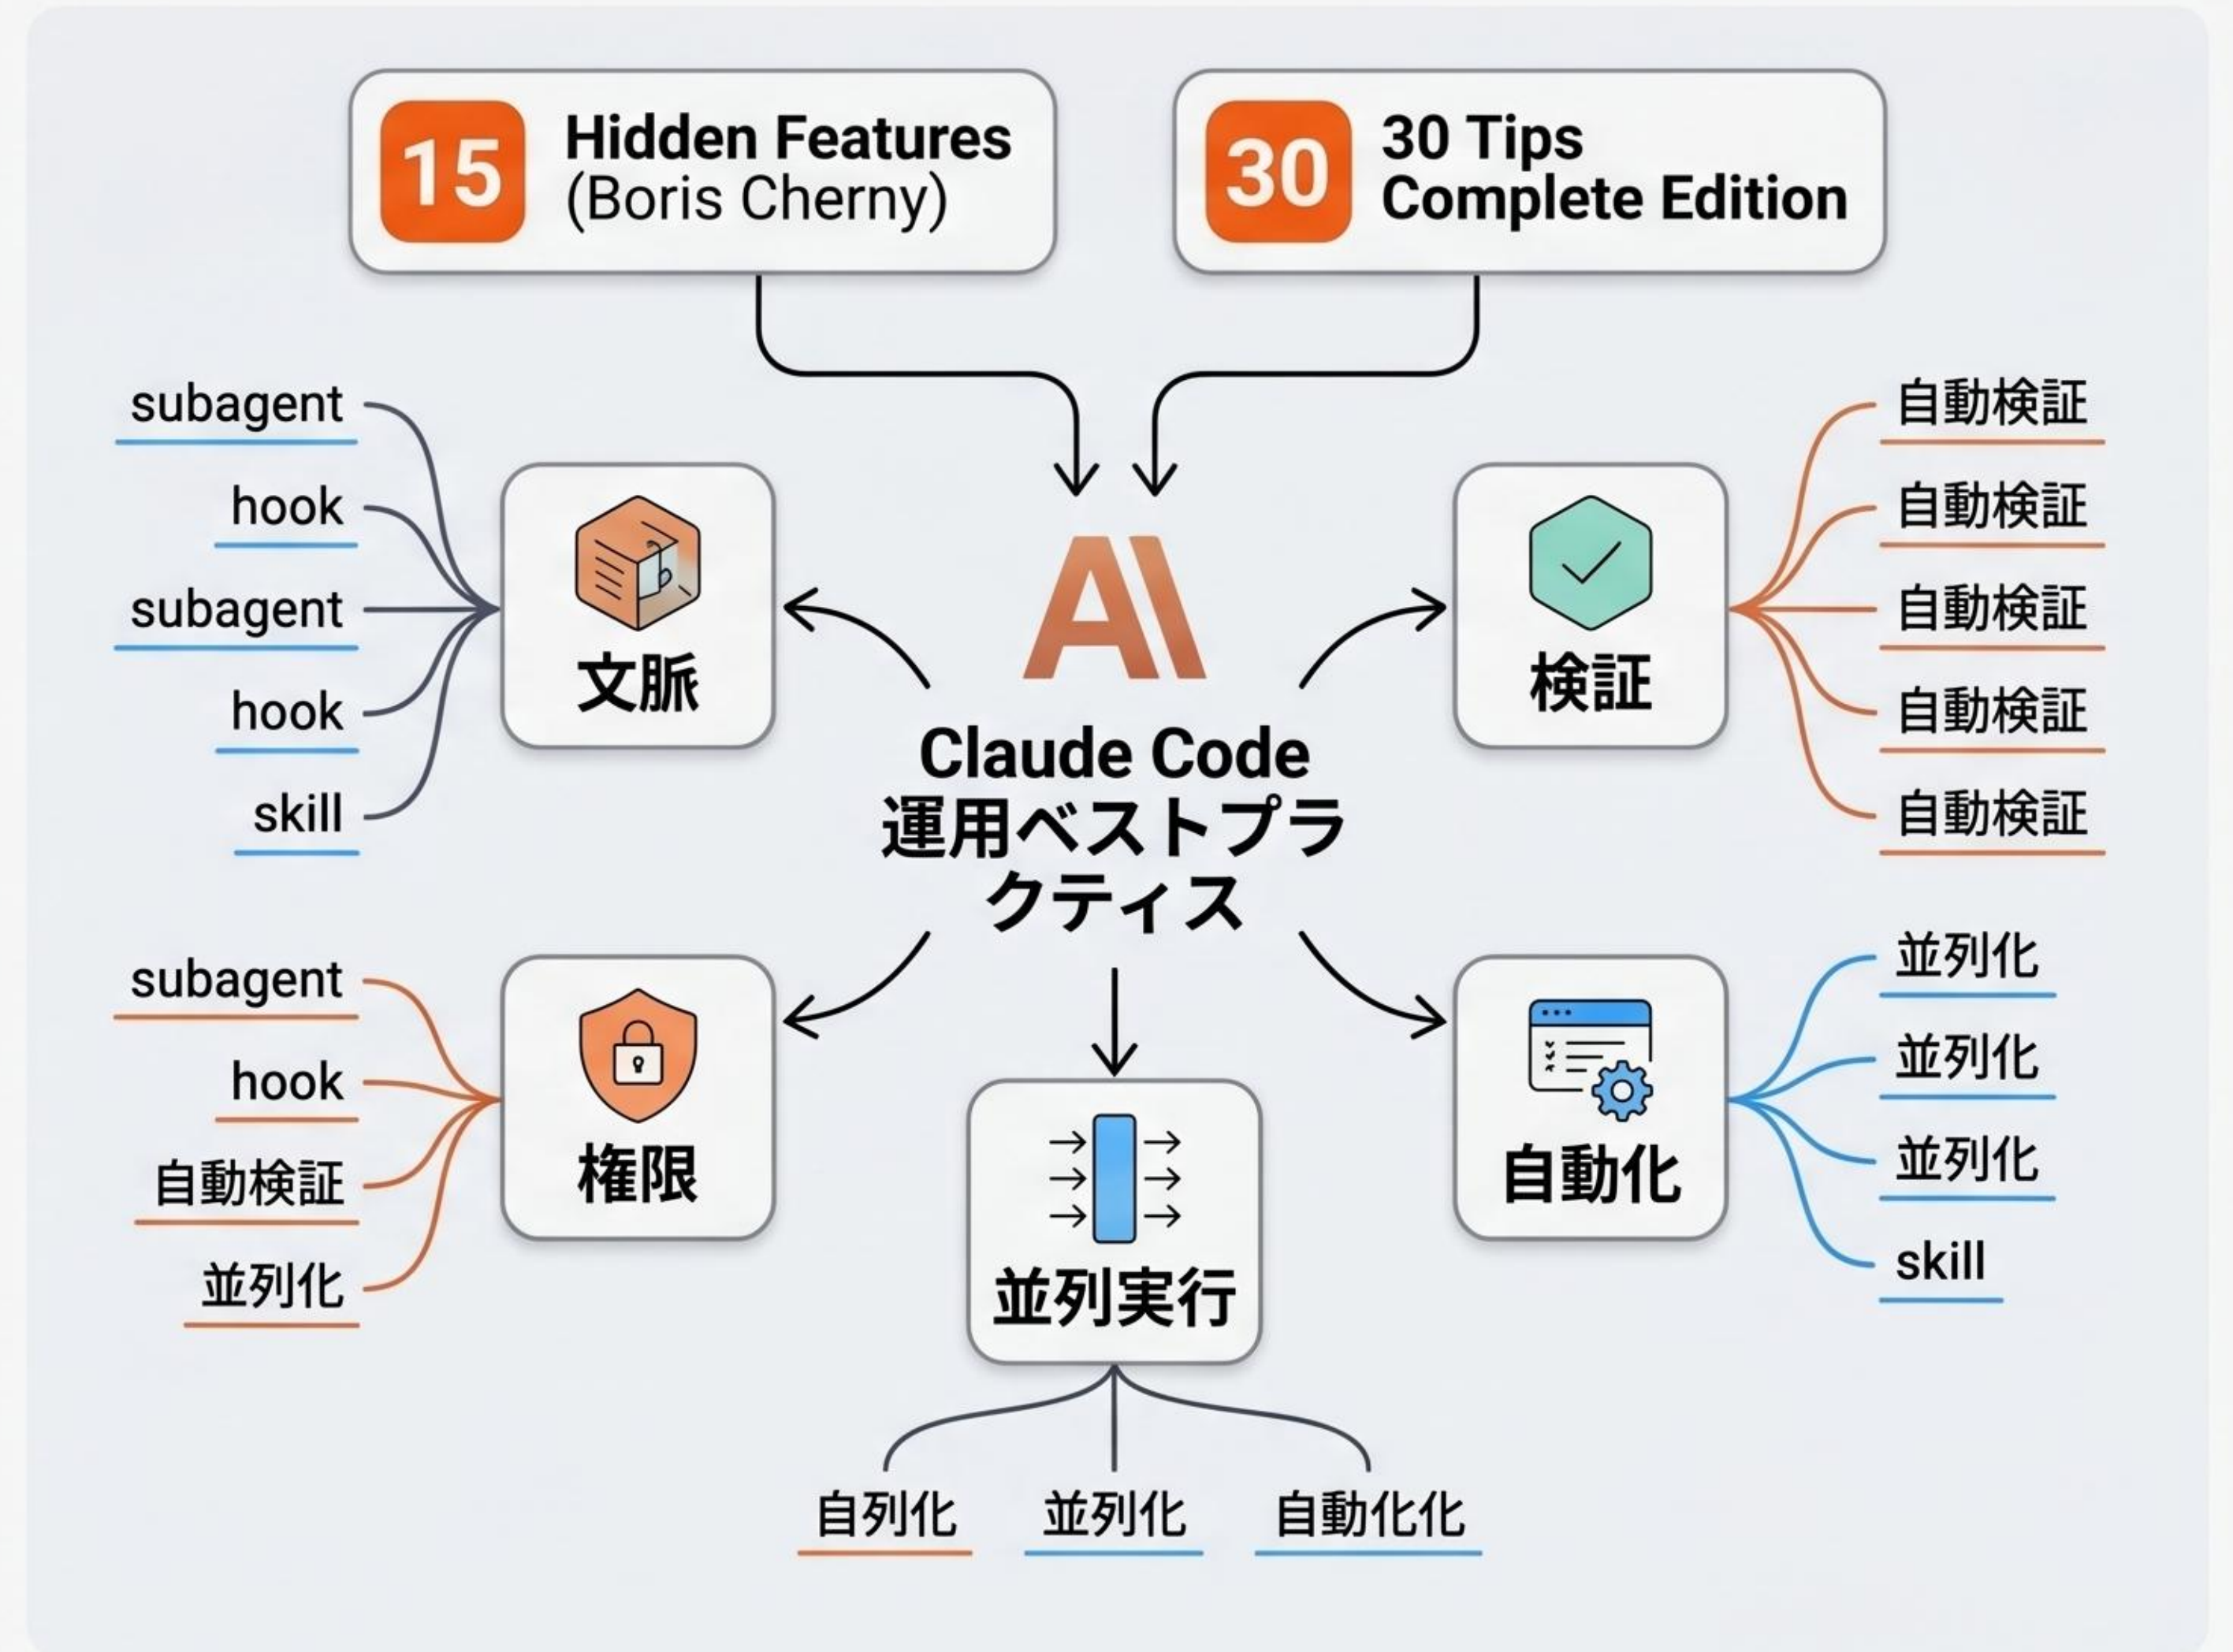 15
Hidden Features
(Boris Cherny)
30
30 Tips
Complete Edition
subagent
hook
subagent
hook
skill
文脈
Claude Code
運用ベストプラ
クティス
検証
自動検証
自動検証
自動検証
自動検証
自動検証
subagent
hook
自動検証
並列化
権限
並列実行
自列化
並列化
自動化化
自動化
並列化
並列化
並列化
skill